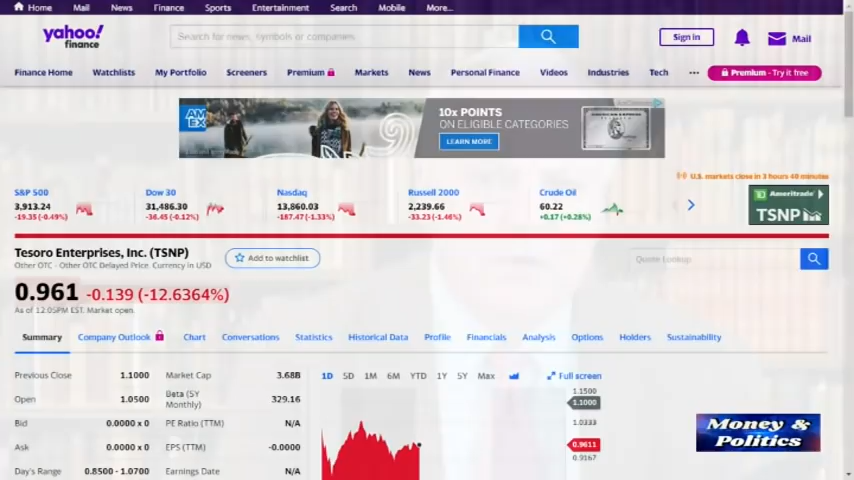 Home Mail News Finance Sports Entertainment Search Mobile More...
yahoo!
finance
Search for news, symbols or companies
Sign in
Mail
Finance Home Watchlists My Portfolio Screeners Premium Markets News Personal Finance Videos Industries Tech ••• Premium - Try it free
AM
EX
10x POINTS
ON ELIGIBLE CATEGORIES
LEARN MORE
U.S. markets close in 3 hours 40 minutes
S&P 500 Dow 30 Nasdaq Russell 2000 Crude Oil
3,913.24 31,486.30 13,860.03 2,239.66 60.22
-19.35 (-0.49%) -36.45 (-0.12%) -187.47 (-1.33%) -33.23 (-1.46%) +0.17 (+0.28%)
Ameritrade
TSNP
Tesoro Enterprises, Inc. (TSNP)
Add to watchlist
Quote Lookup
Other OTC - Other OTC Delayed Price. Currency in USD
0.961 -0.139 (-12.6364%)
As of 12:05PM EST. Market open.
Summary Company Outlook Chart Conversations Statistics Historical Data Profile Financials Analysis Options Holders Sustainability
Previous Close 1.1000
Open 1.0500
Bid 0.0000 x 0
Ask 0.0000 x 0
Day's Range 0.8500 - 1.0700
Market Cap 3.68B
Beta (5Y Monthly) 329.16
PE Ratio (TTM) N/A
EPS (TTM) -0.0000
Earnings Date N/A
1D 5D 1M 6M YTD 1Y 5Y Max Full screen
1.1500
1.1000
1.0333
0.9611
0.9167
Money &
Politics